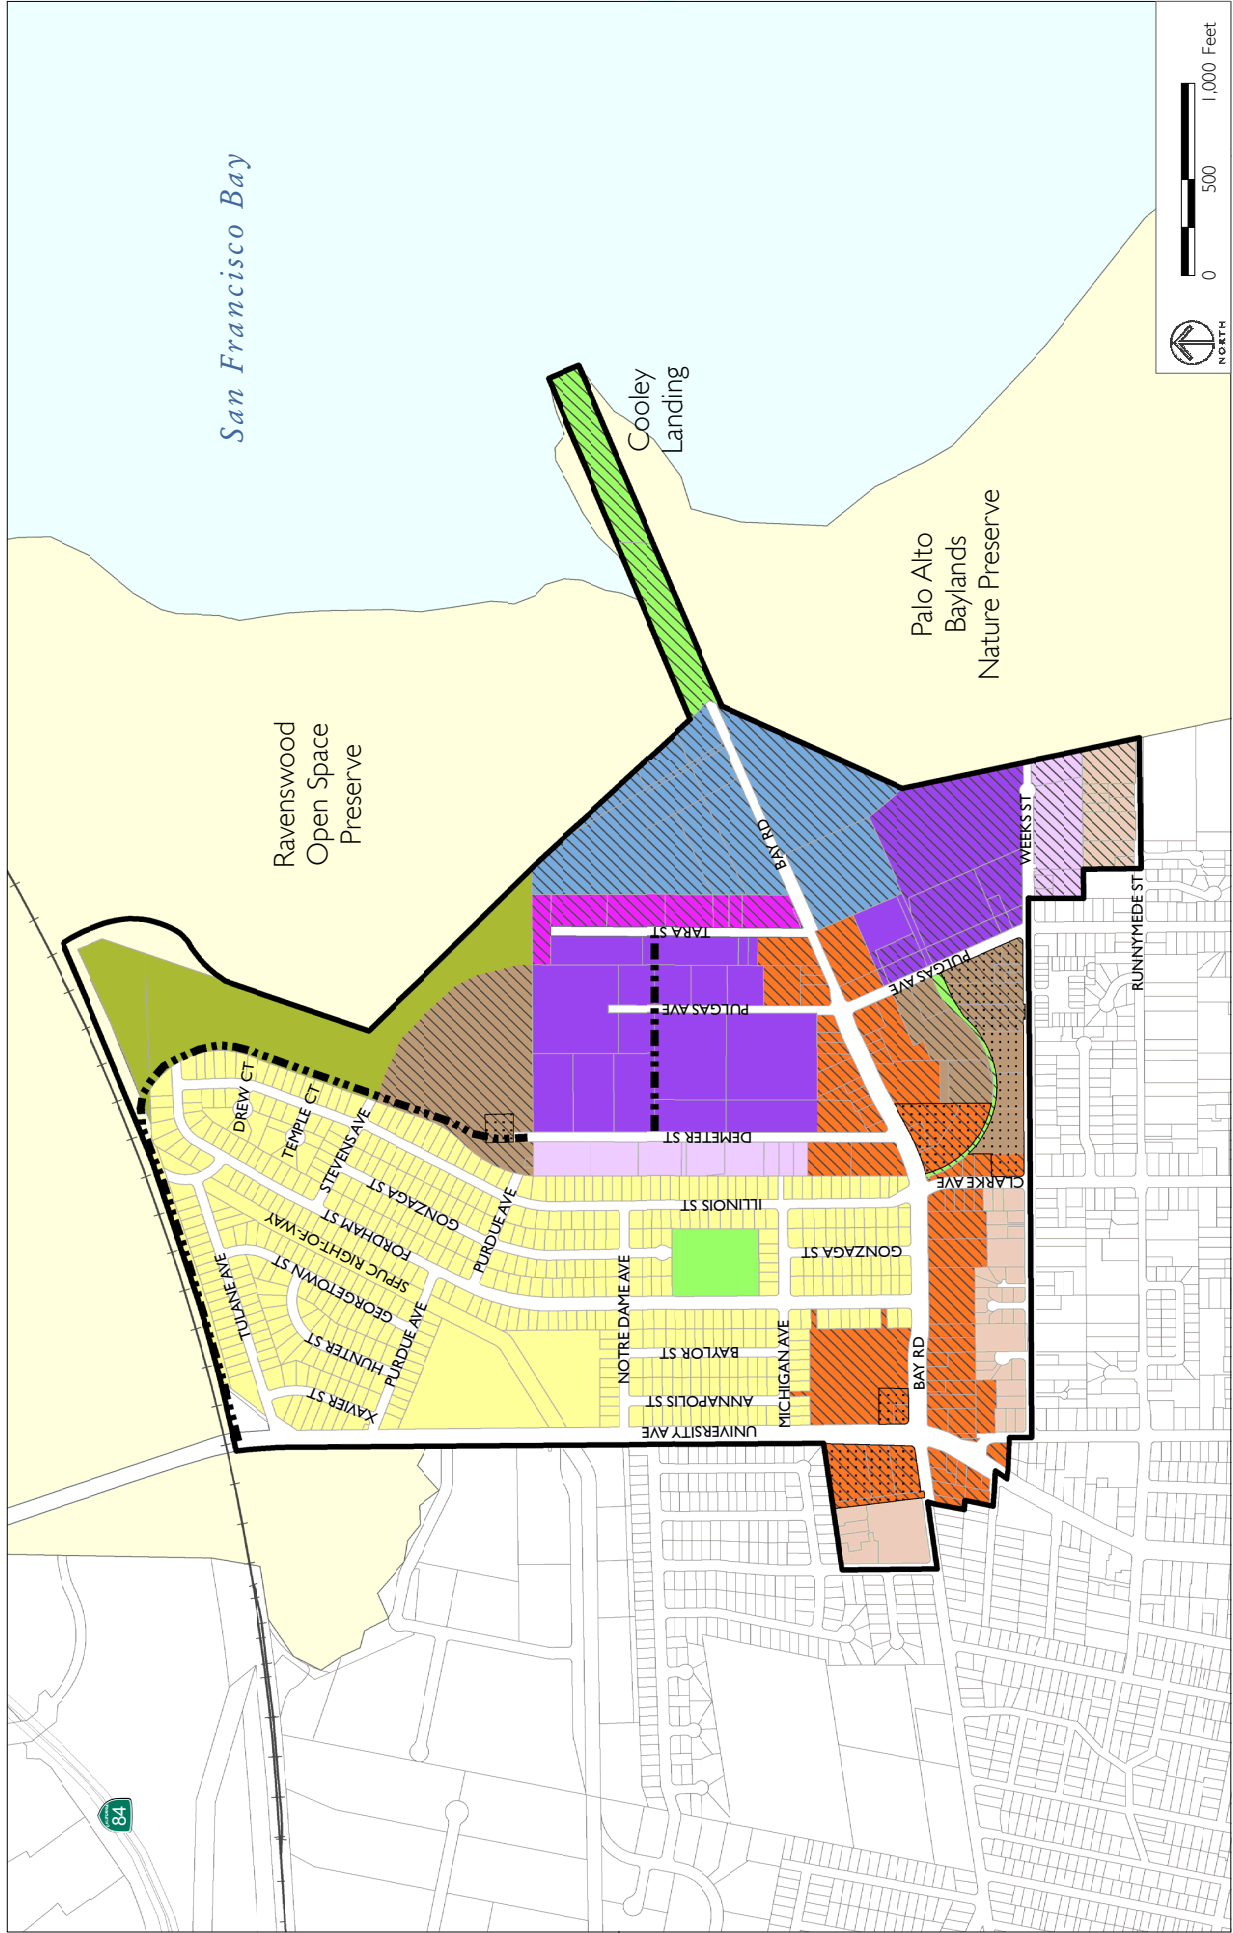 San Francisco Bay
Ravenswood
Open Space
Preserve
Cooley
Landing
Palo Alto
Baylands
Nature Preserve
DREW CT
TEMPLE CT
STEVENS AVE
GONZAGA ST
FORDHAM ST
SFPUC RIGHT-OF-WAY
GEORGETOWN ST
HUNTER ST
XAVIER ST
TULANE AVE
PURDUE AVE
PURDUE AVE
NOTRE DAME AVE
BAYLOR ST
ANNAPOLIS ST
MICHIGAN AVE
UNIVERSITY AVE
ILLINOIS ST
GONZAGA ST
DEMETER ST
PULGAS AVE
TARA ST
BAY RD
BAY RD
PULGAS AVE
CLARKE AVE
WEEKS ST
RUNNYMEDE ST
CALIFORNIA
84
NORTH
0
500
1,000 Feet